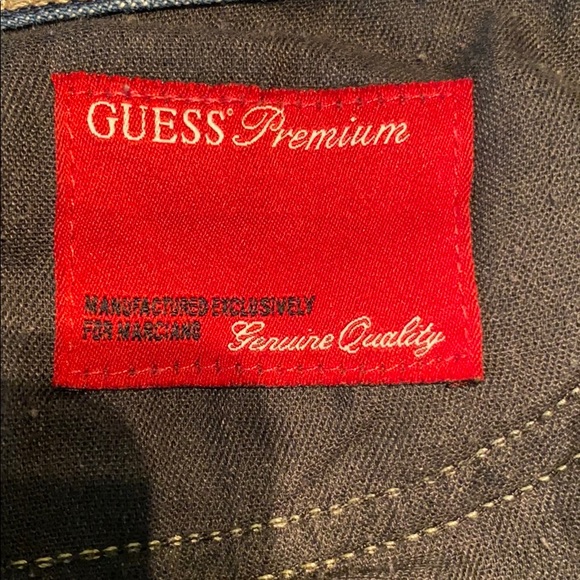 GUESS® Premium
MANUFACTURED EXCLUSIVELY
FOR MARCIANO
Genuine Quality